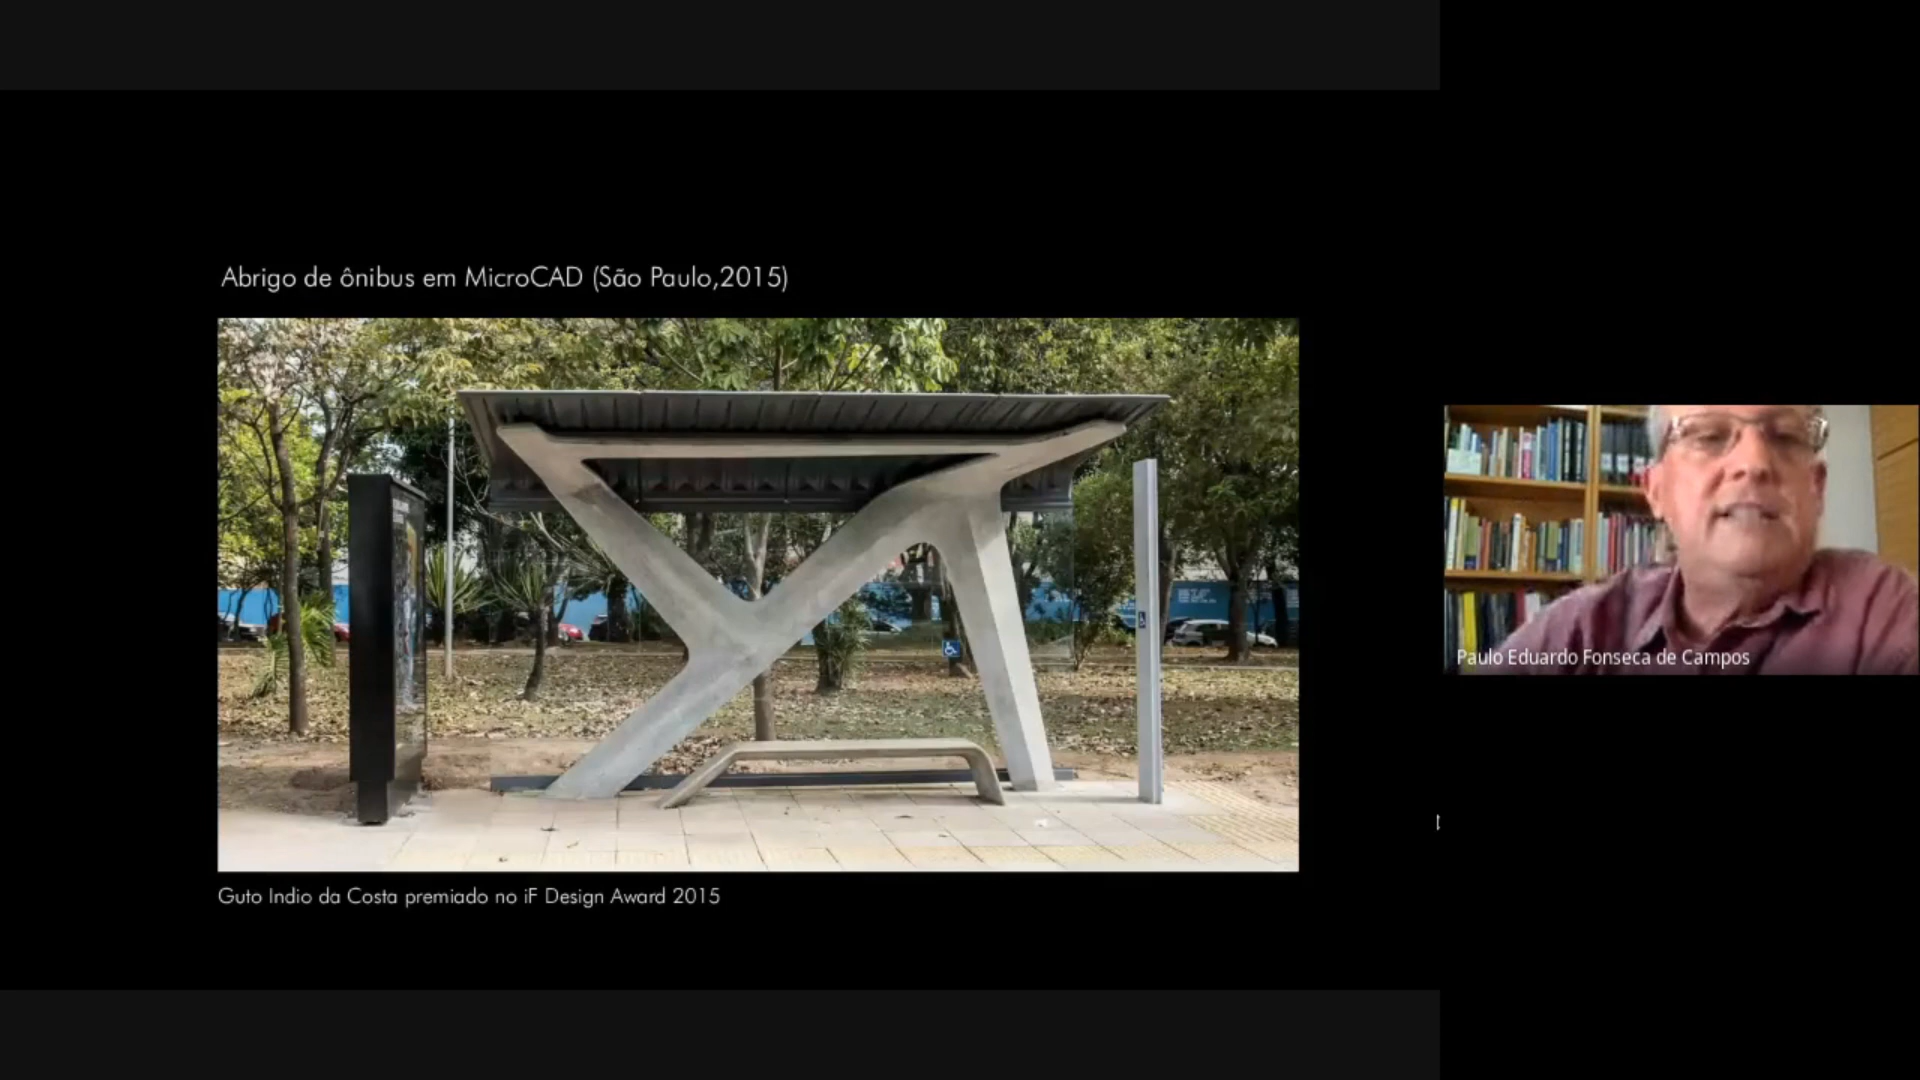 Abrigo de ônibus em MicroCAD (São Paulo,2015)
Guto Indio da Costa premiado no iF Design Award 2015
Paulo Eduardo Fonseca de Campos